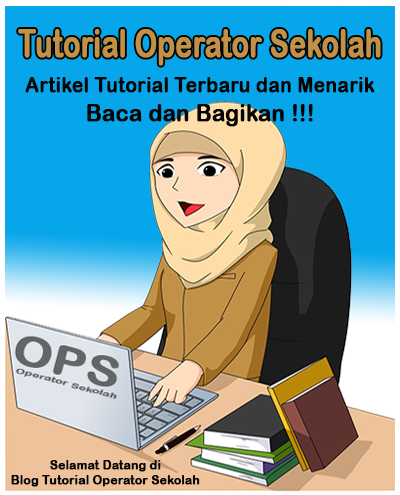 Tutorial Operator Sekolah
Artikel Tutorial Terbaru dan Menarik
Baca dan Bagikan !!!
OPS
Operator Sekolah
Selamat Datang di
Blog Tutorial Operator Sekolah